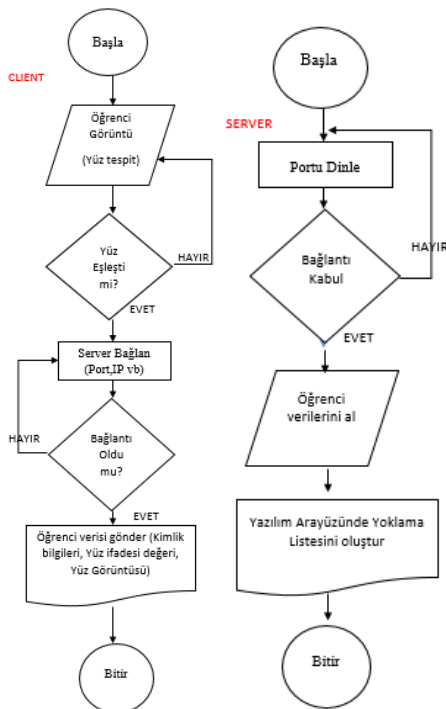 Başla
CLIENT
Öğrenci
Görüntü
(Yüz tespit)
Yüz
Eşleşti
mi?
HAYIR
EVET
Server Bağlan
(Port,IP vb)
HAYIR
Bağlantı
Oldu
mu?
EVET
Öğrenci verisi gönder (Kimlik
bilgileri, Yüz ifadesi değeri,
Yüz Görüntüsü)
Bitir
Başla
SERVER
Portu Dinle
HAYIR
Bağlantı
Kabul
EVET
Öğrenci
verilerini al
Yazılım Arayüzünde Yoklama
Listesini oluştur
Bitir